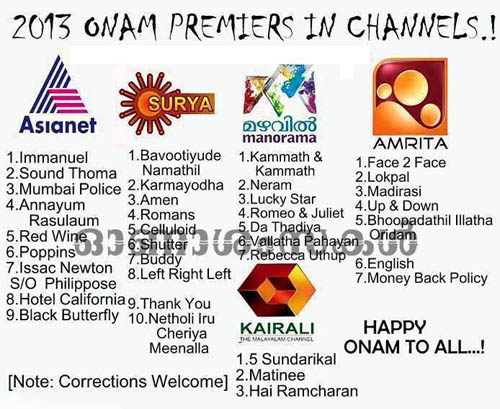 2013 ONAM PREMIERS IN CHANNELS.!
Asianet
1.Immanuel
2.Sound Thoma
3.Mumbai Police
4.Annayum
Rasulaum
5.Red Wine
6.Poppins
7.Issac Newton
S/O Philippose
8.Hotel California
9.Black Butterfly
SURYA
1.Bavootiyude
Namathil
2.Karmayodha
3.Amen
4.Romans
5.Celluloid
6.Shutter
7.Buddy
8.Left Right Left
9.Thank You
10.Netholi Iru
Cheriya
Meenalla
മഴവിൽ
manorama
1.Kammath &
Kammath
2.Neram
3.Lucky Star
4.Romeo & Juliet
5.Da Thadiya
6.Vallatha Pahayan
7.Rebecca Uthup
KAIRALI
THE MALAYALAM CHANNEL
1.5 Sundarikal
2.Matinee
3.Hai Ramcharan
AMRITA
1.Face 2 Face
2.Lokpal
3.Madirasi
4.Up & Down
5.Bhoopadathil Illatha
Oridam
6.English
7.Money Back Policy
HAPPY
ONAM TO ALL...!
[Note: Corrections Welcome]